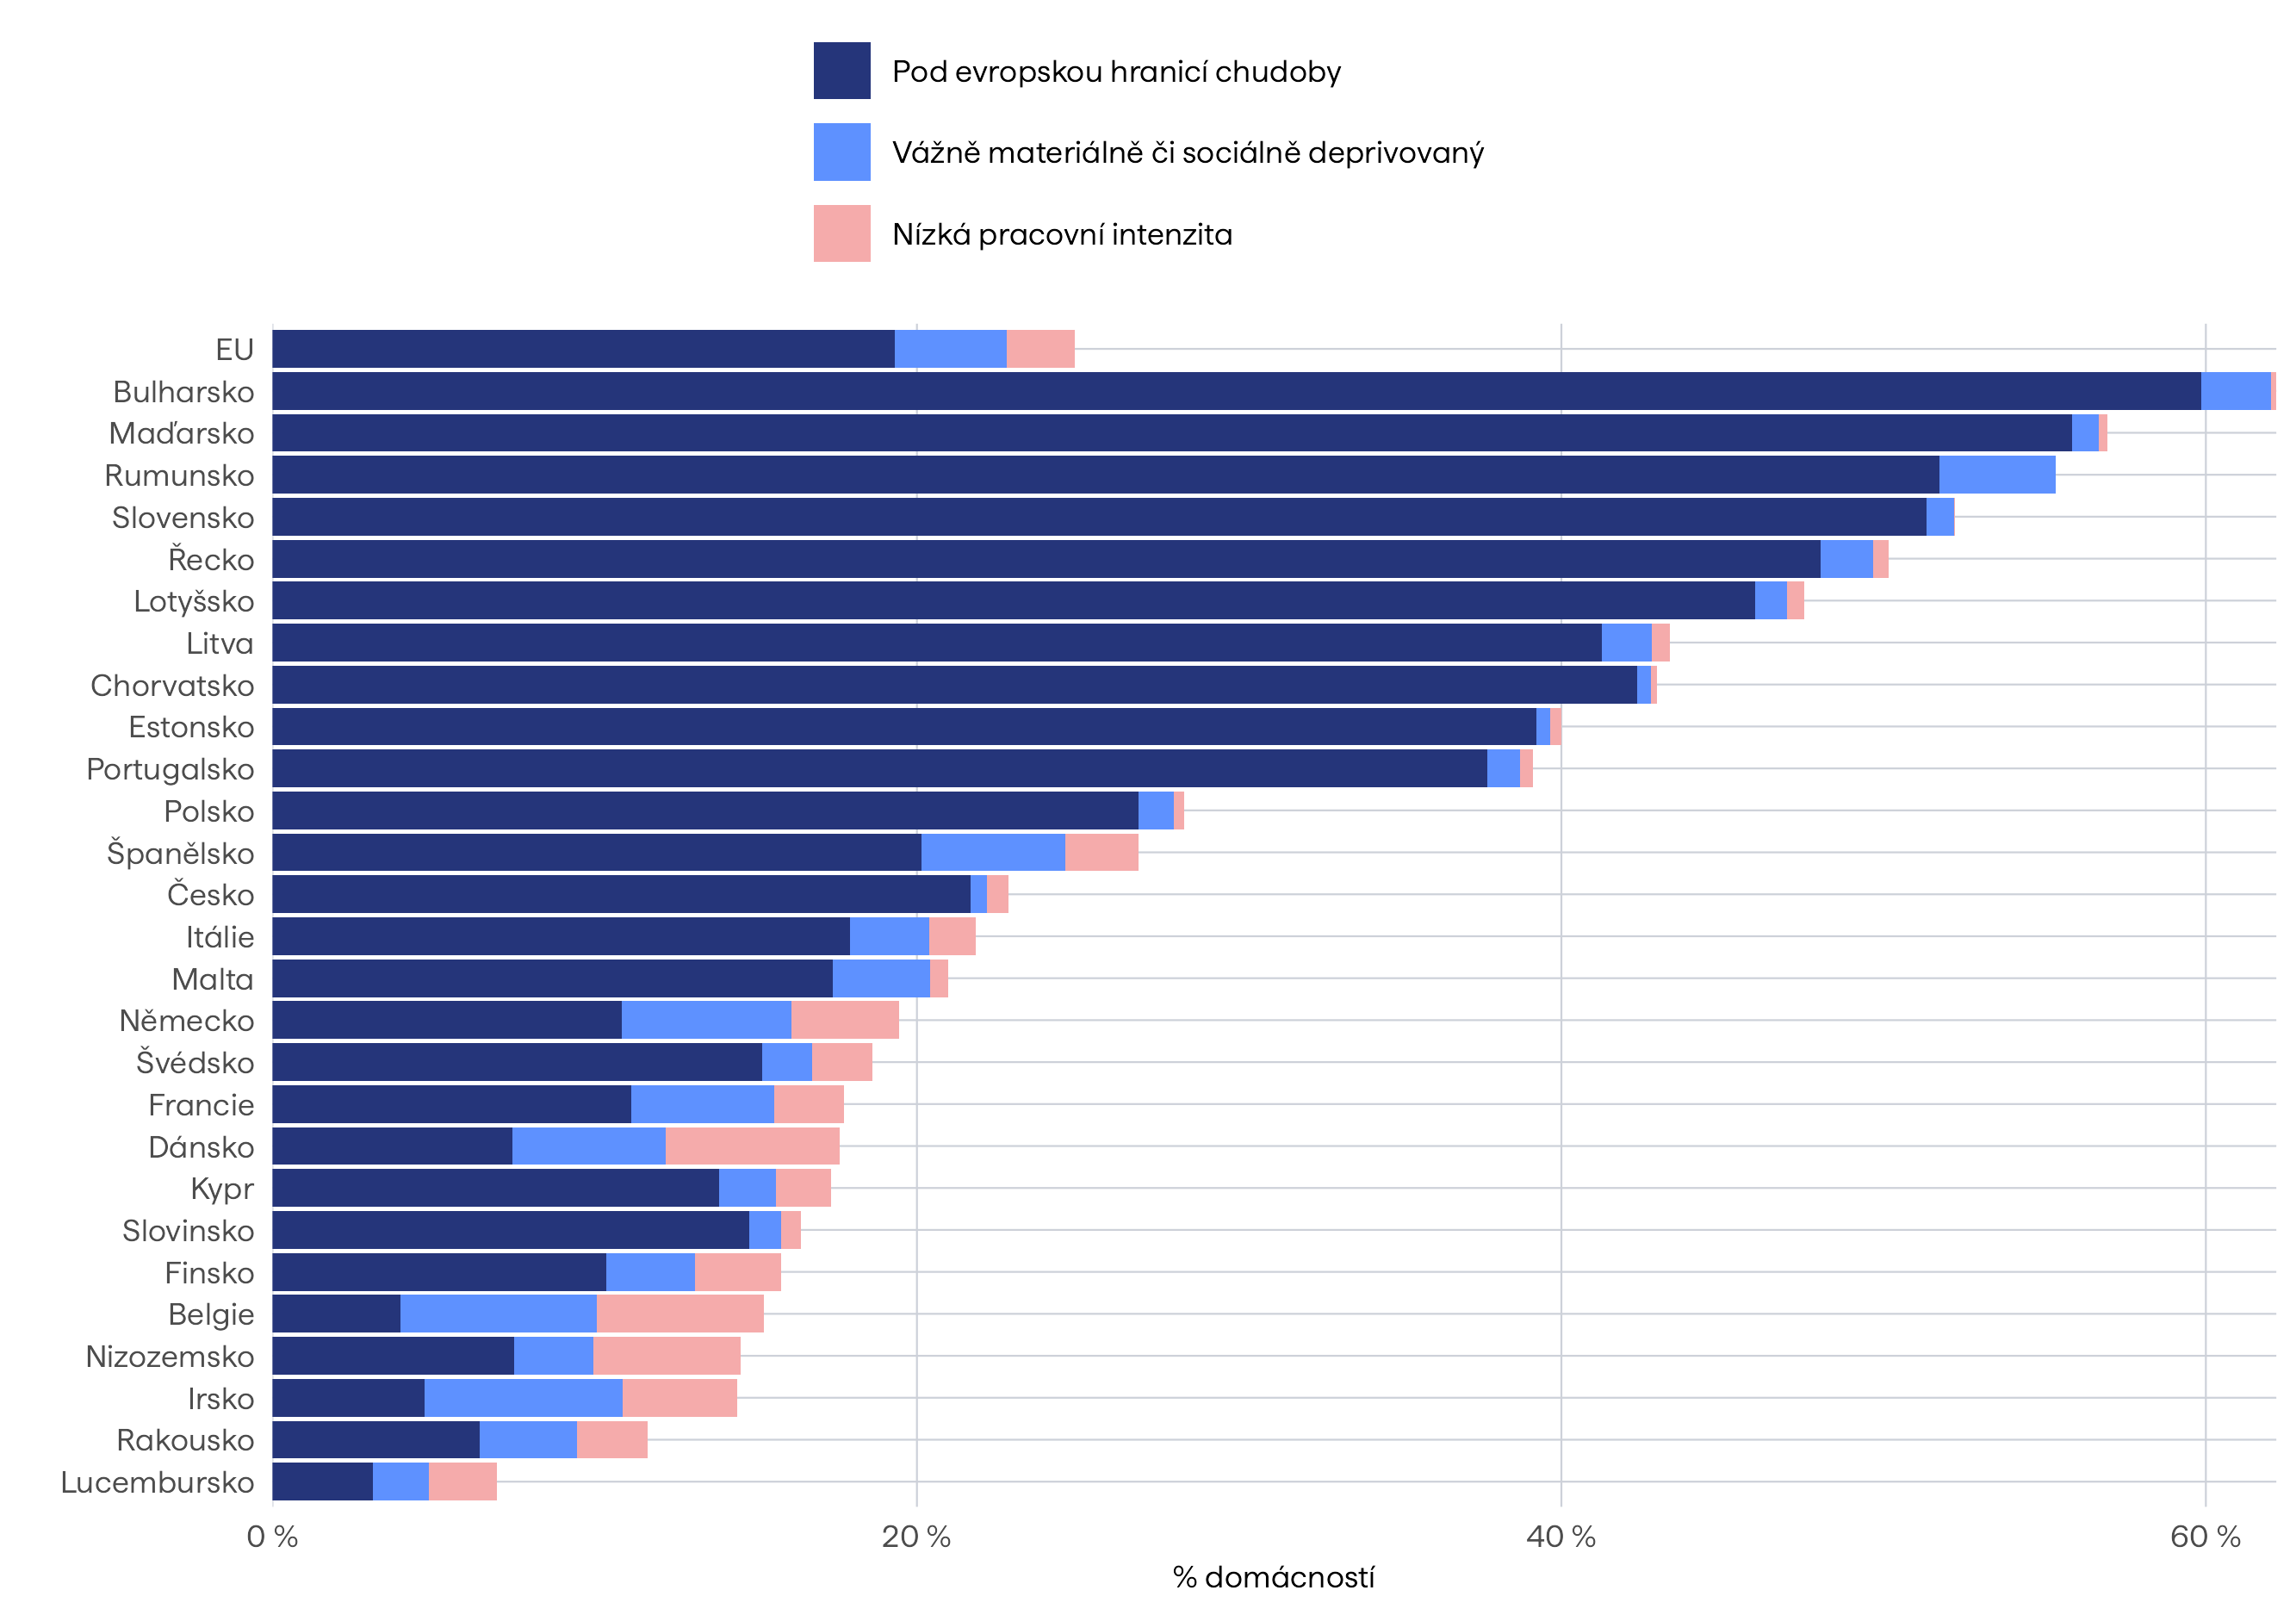 Pod evropskou hranicí chudoby
Vážně materiálně či sociálně deprivovaný
Nízká pracovní intenzita
EU
Bulharsko
Maďarsko
Rumunsko
Slovensko
Řecko
Lotyšsko
Litva
Chorvatsko
Estonsko
Portugalsko
Polsko
Španělsko
Česko
Itálie
Malta
Německo
Švédsko
Francie
Dánsko
Kypr
Slovinsko
Finsko
Belgie
Nizozemsko
Irsko
Rakousko
Lucembursko
0 % 20 % 40 % 60 %
% domácností